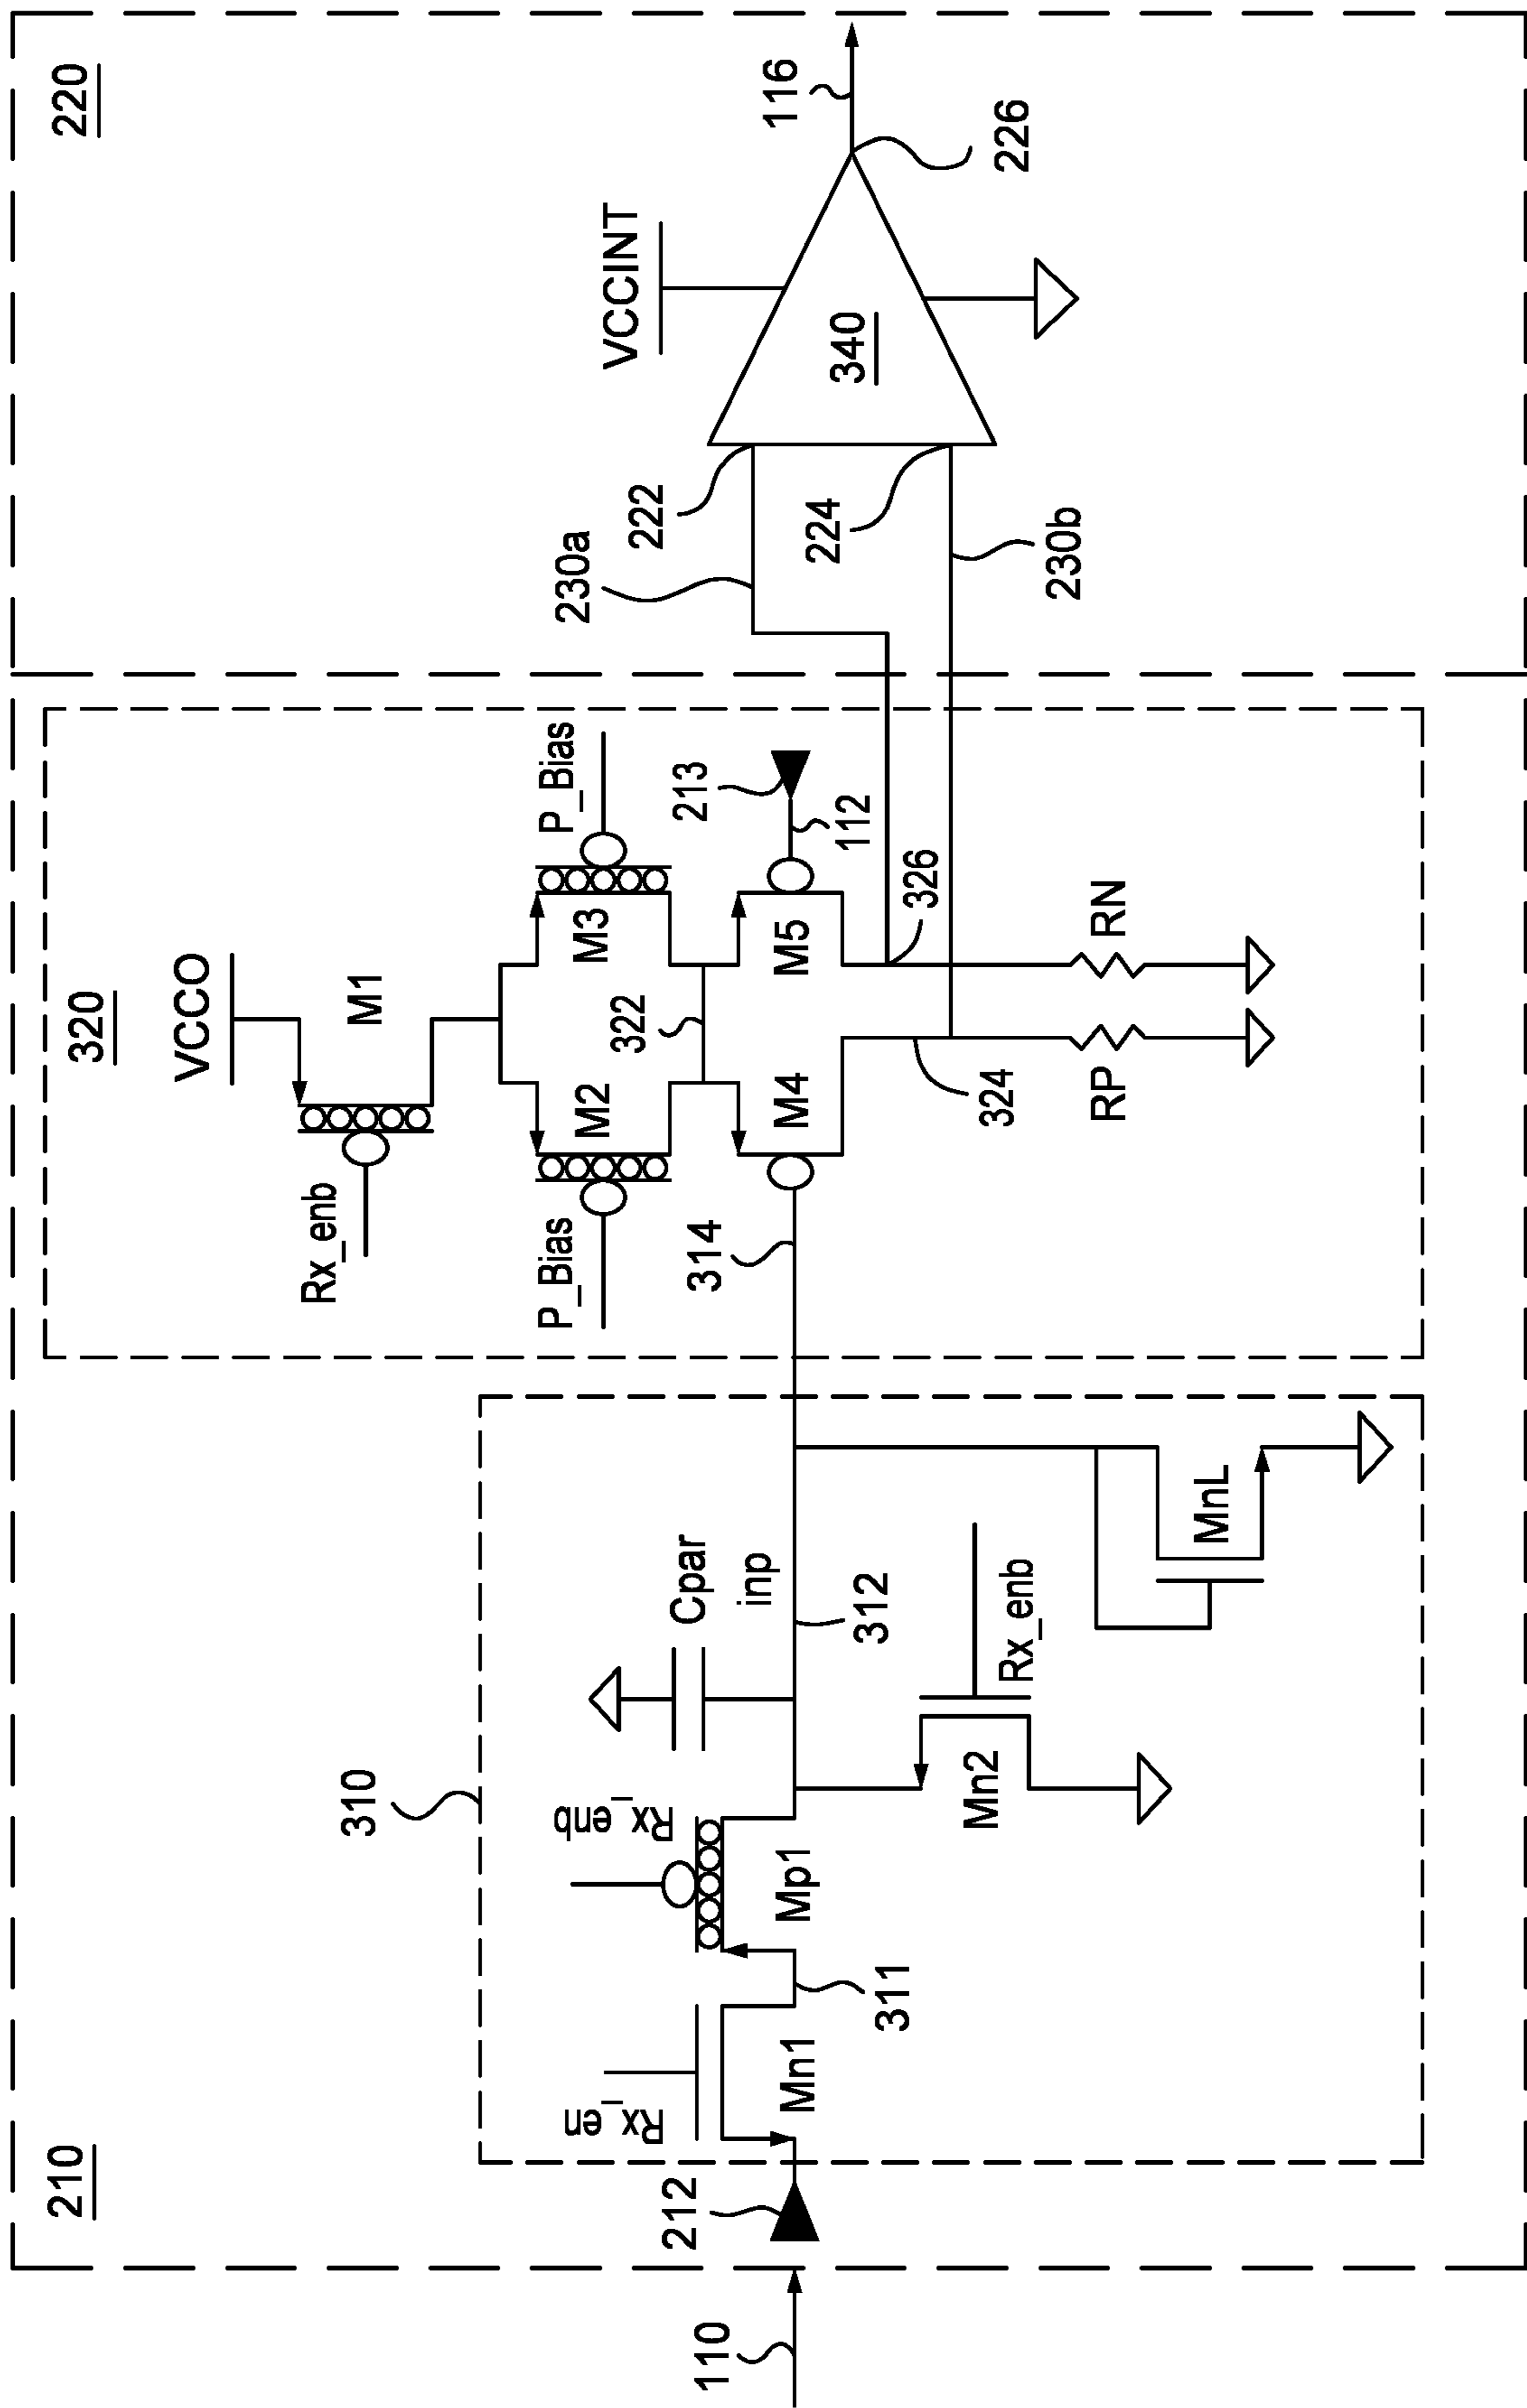 210
220
320
VCCO
M1
Rx_enb
P_Bias
M2
M3
P_Bias
322
314
M4
M5
213
112
324
326
RP
RN
230a
222
224
230b
VCCINT
340
116
226
310
Rx_en
Rx_enb
Cpar
inp
110
212
Mn1
311
Mp1
312
Mn2
Rx_enb
MnL